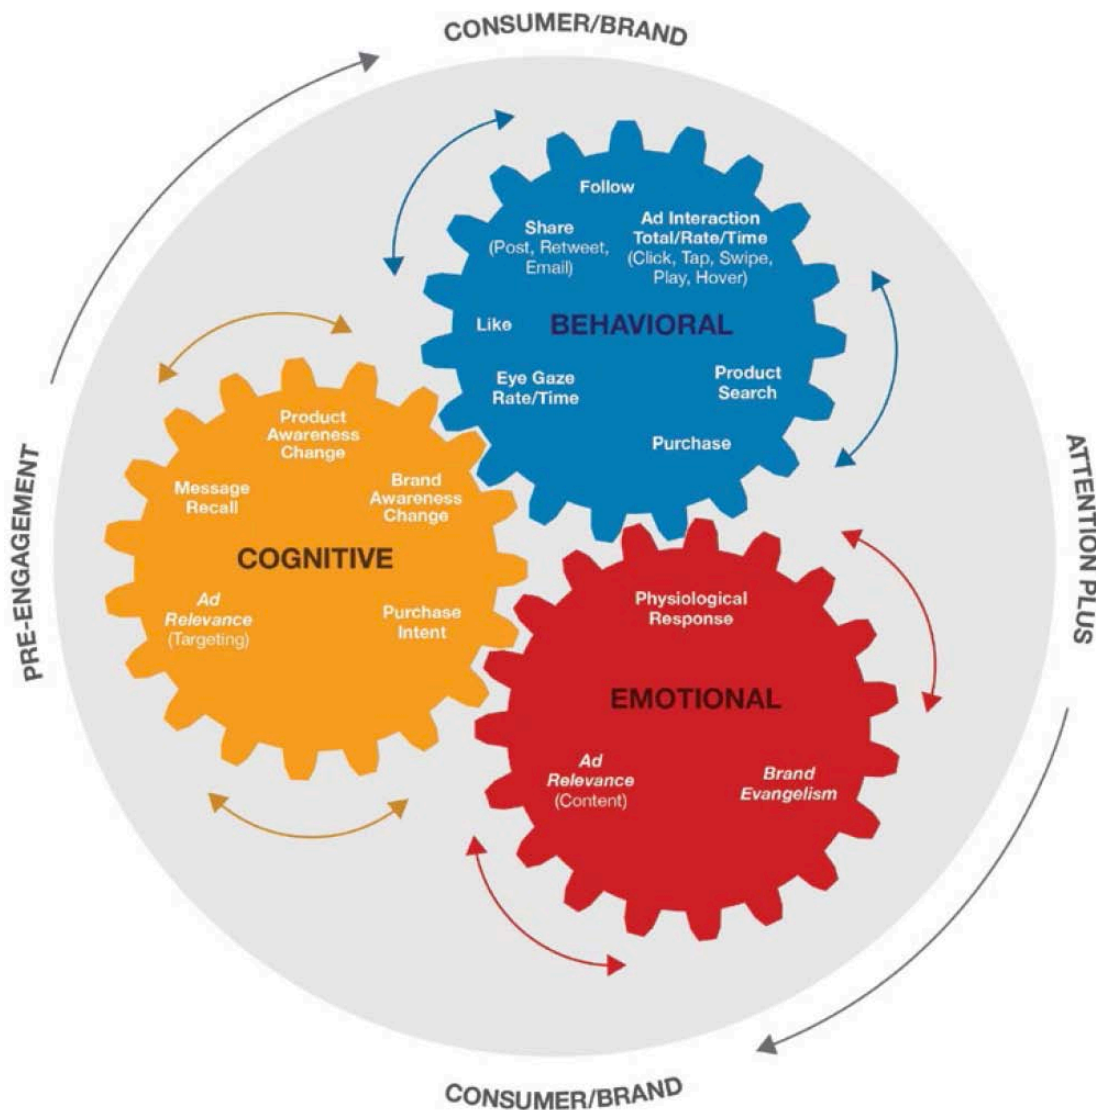 CONSUMER/BRAND
Follow
Share
(Post, Retweet,
Email)
Ad Interaction
Total/Rate/Time
(Click, Tap, Swipe,
Play, Hover)
Like
BEHAVIORAL
Eye Gaze
Rate/Time
Product
Search
Purchase
Product
Awareness
Change
Message
Recall
Brand
Awareness
Change
COGNITIVE
Ad
Relevance
(Targeting)
Purchase
Intent
Physiological
Response
EMOTIONAL
Ad
Relevance
(Content)
Brand
Evangelism
PRE-ENGAGEMENT
ATTENTION PLUS
CONSUMER/BRAND